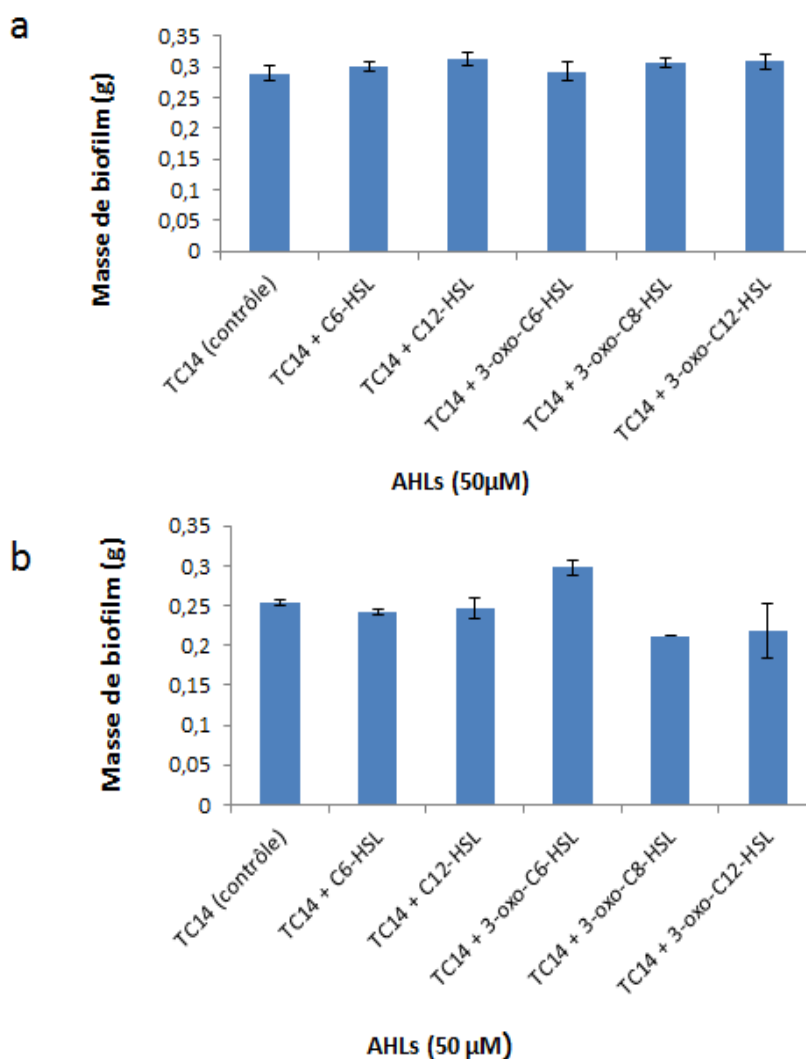 a
Masse de biofilm (g)
0,35
0,3
0,25
0,2
0,15
0,1
0,05
0
TC14 (contrôle)
TC14 + C6-HSL
TC14 + C12-HSL
TC14 + 3-oxo-C6-HSL
TC14 + 3-oxo-C8-HSL
TC14 + 3-oxo-C12-HSL
AHLs (50µM)
b
Masse de biofilm (g)
0,35
0,3
0,25
0,2
0,15
0,1
0,05
0
TC14 (contrôle)
TC14 + C6-HSL
TC14 + C12-HSL
TC14 + 3-oxo-C6-HSL
TC14 + 3-oxo-C8-HSL
TC14 + 3-oxo-C12-HSL
AHLs (50 µM)